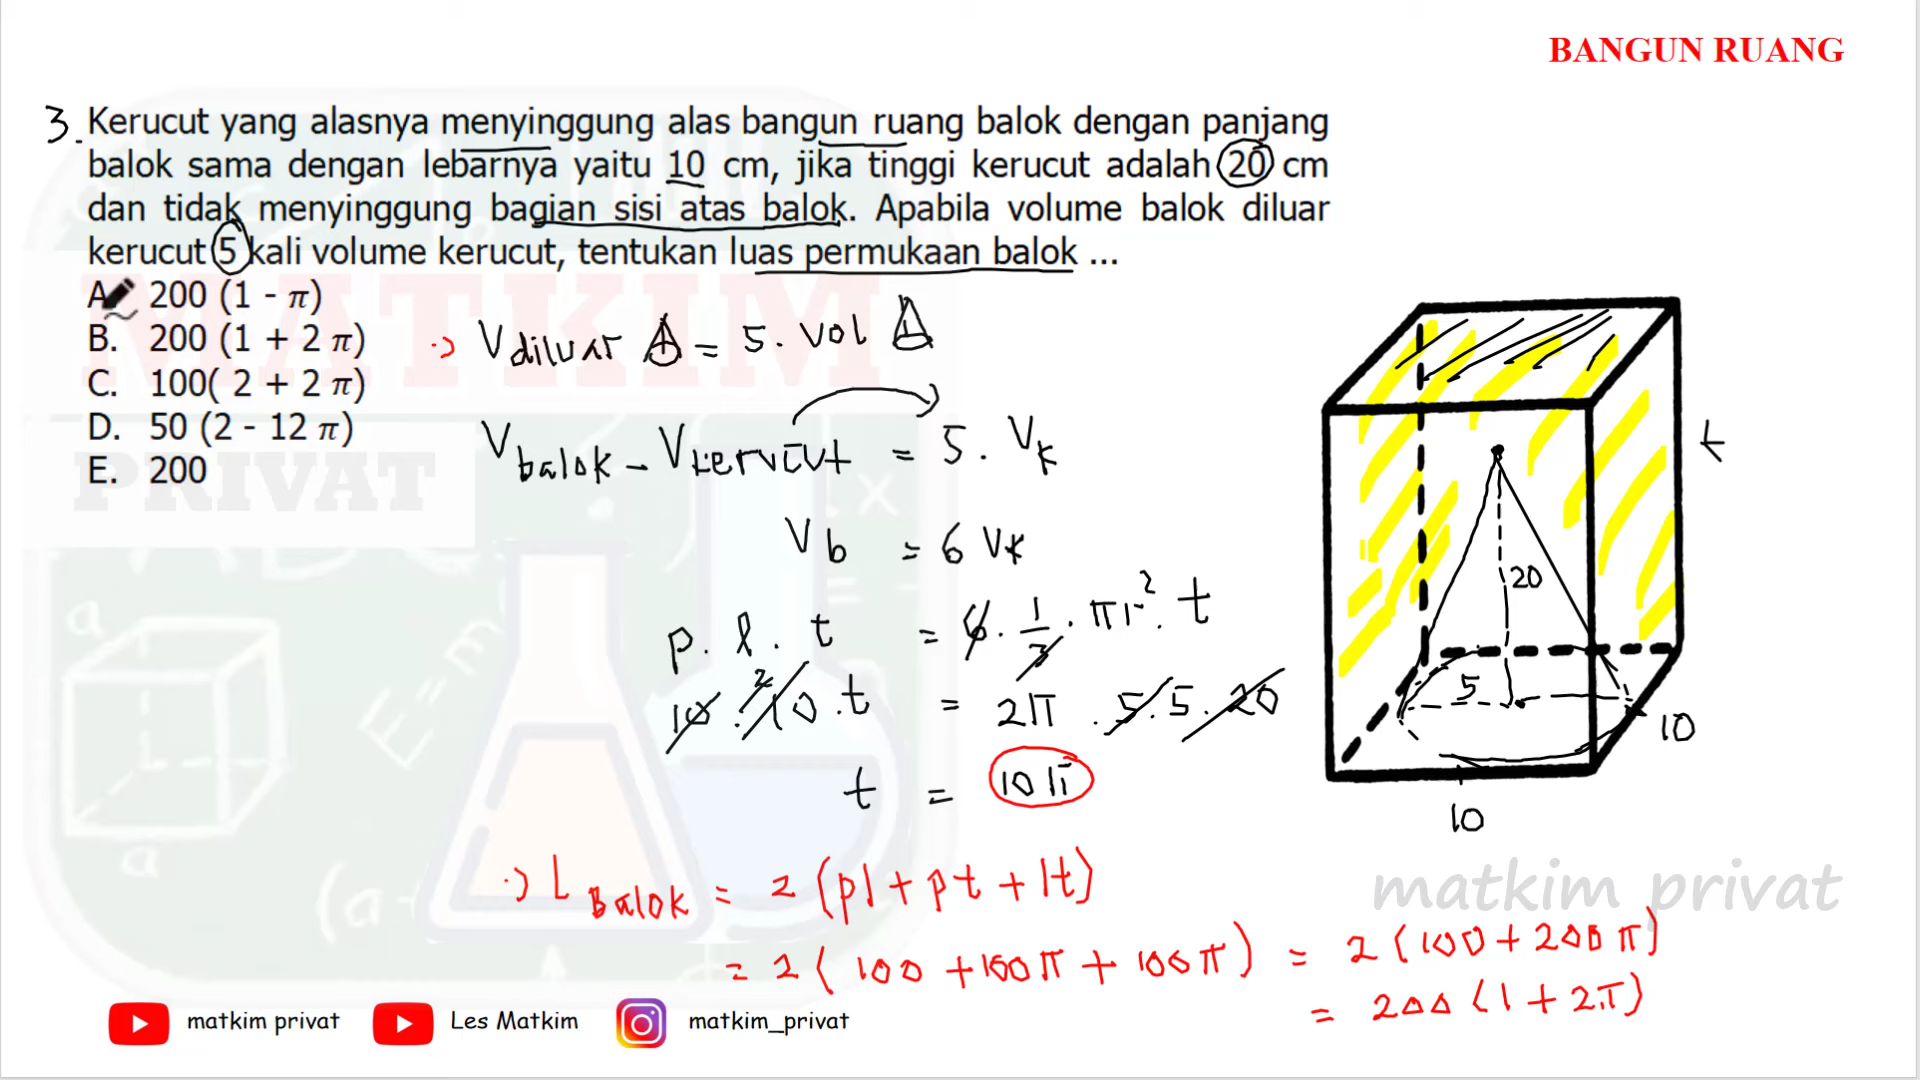 BANGUN RUANG
3. Kerucut yang alasnya menyinggung alas bangun ruang balok dengan panjang
balok sama dengan lebarnya yaitu 10 cm, jika tinggi kerucut adalah 20 cm
dan tidak menyinggung bagian sisi atas balok. Apabila volume balok diluar
kerucut 5 kali volume kerucut, tentukan luas permukaan balok ...
A. 200 (1 - π)
B. 200 (1 + 2 π)
C. 100( 2 + 2 π)
D. 50 (2 - 12 π)
E. 200
V diluar = 5. Vol
V balok - V kerucut = 5. Vk
Vb = 6 Vk
p. l. t = 6. 1/3. πr². t
10. 10. t = 2π. 5. 5. 20
2
t = 10π
L Balok = 2 (pl + pt + lt)
= 2 (100 + 100π + 100π) = 2 (100 + 200π)
= 200 (1 + 2π)
t
20
5
10
10
MATKIM
PRIVAT
a
a
E=m
(a-
x
matkim privat
matkim privat
Les Matkim
matkim_privat